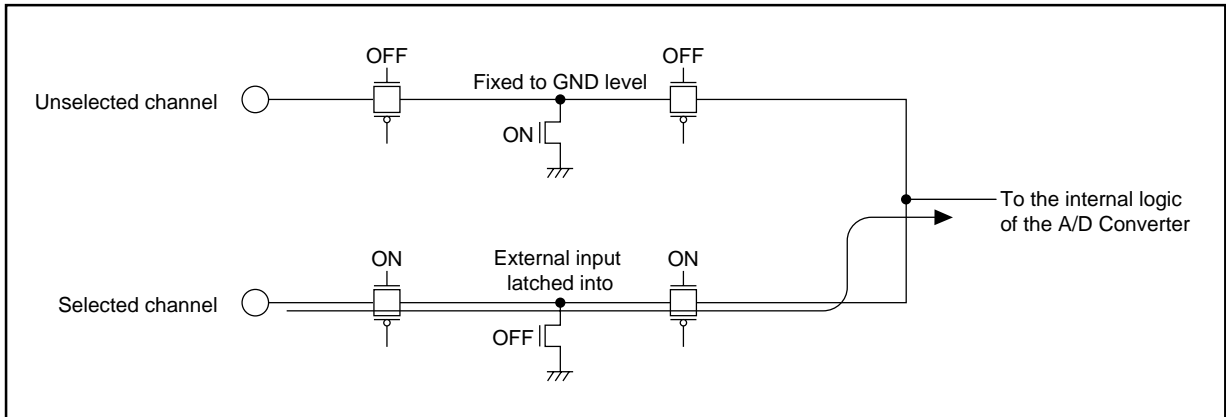 OFF
OFF
Fixed to GND level
Unselected channel
ON
To the internal logic
of the A/D Converter
ON
External input
latched into
ON
Selected channel
OFF